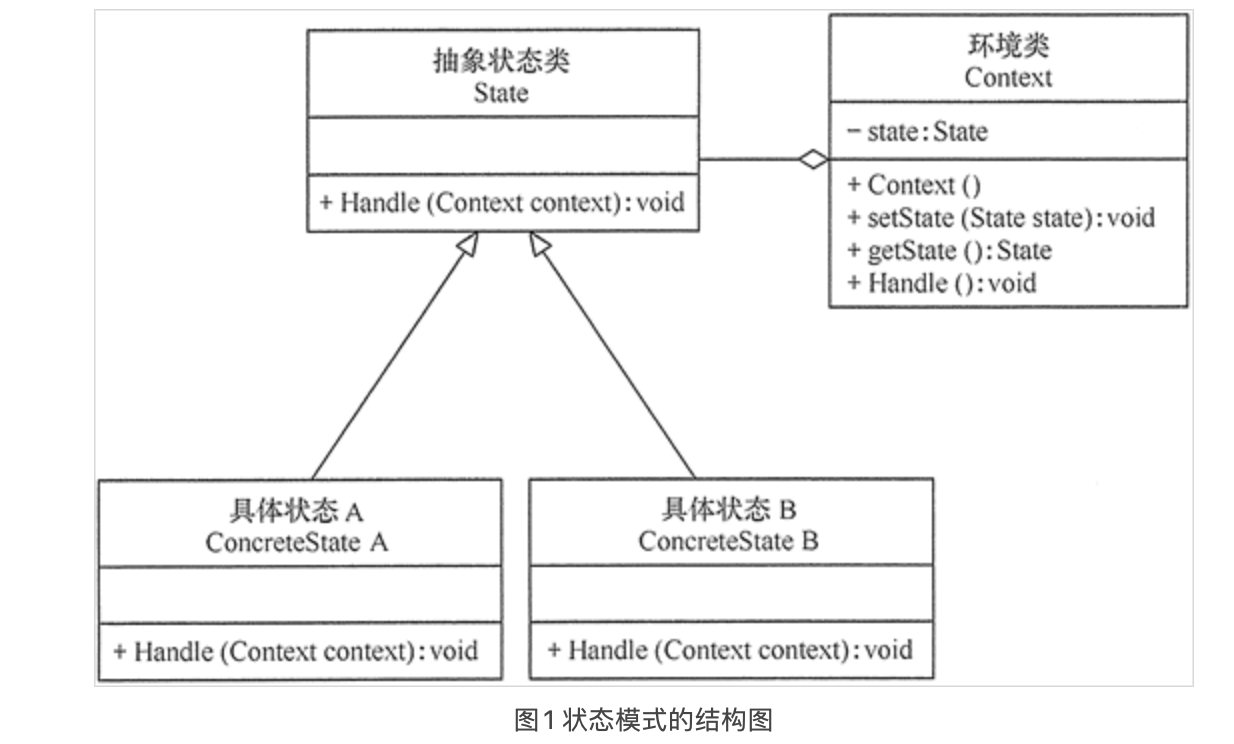 抽象状态类
State
+ Handle (Context context): void
环境类
Context
− state: State
+ Context ()
+ setState (State state): void
+ getState (): State
+ Handle (): void
具体状态 A
ConcreteState A
+ Handle (Context context): void
具体状态 B
ConcreteState B
+ Handle (Context context): void
图1 状态模式的结构图